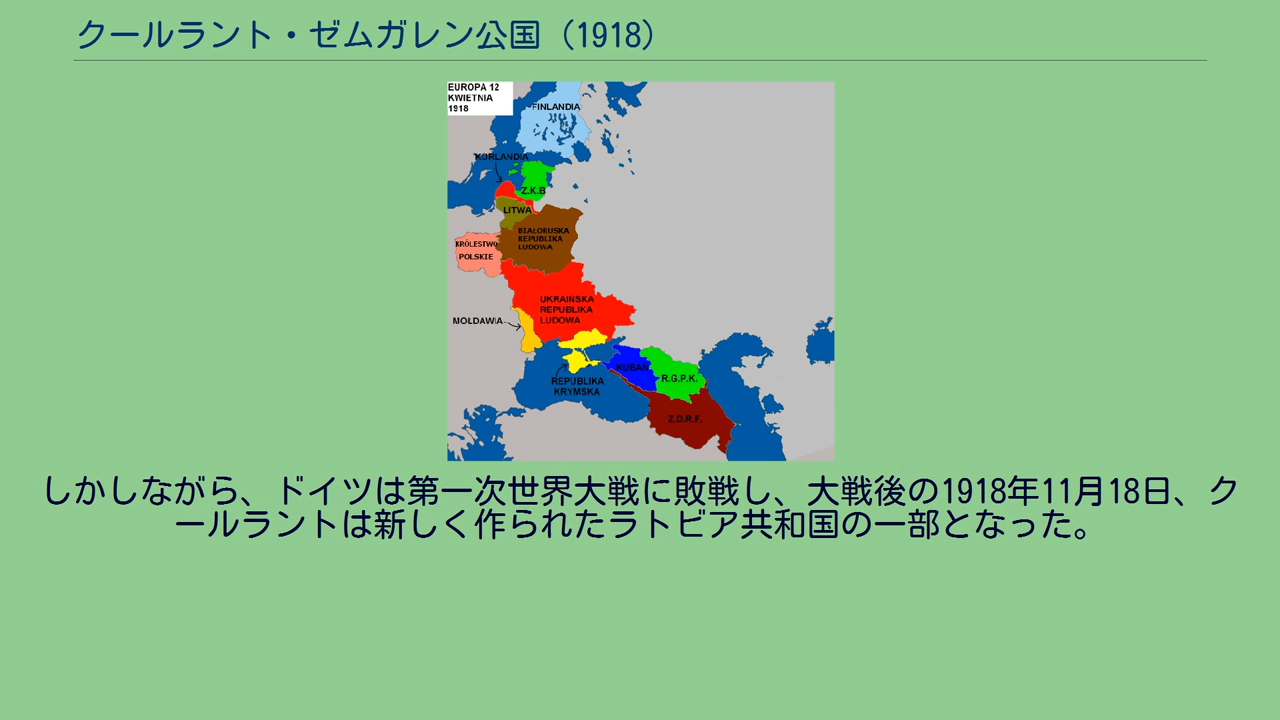 クールラント・ゼムガレン公国（1918）
EUROPA 12
KWIETNIA
1918
FINLANDIA
KURLANDIA
Z.K.B
LITWA
BIAŁORUSKA
REPUBLIKA
LUDOWA
KRÓLESTWO
POLSKIE
UKRAIŃSKA
REPUBLIKA
LUDOWA
MOŁDAWIA
KUBAŃ
R.G.P.K.
REPUBLIKA
KRYMSKA
Z.D.R.F.
しかしながら、ドイツは第一次世界大戦に敗戦し、大戦後の1918年11月18日、ク
ールラントは新しく作られたラトビア共和国の一部となった。